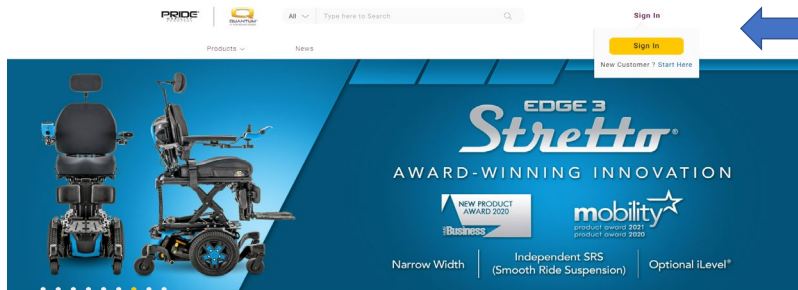 PRIDE
QUANTUM
All
Type here to Search
Sign In
Sign In
New Customer ? Start Here
Products
News
EDGE 3
Stretto®
AWARD-WINNING INNOVATION
NEW PRODUCT
AWARD 2020
Business
mobility
product award 2021
product award 2020
Narrow Width
Independent SRS
(Smooth Ride Suspension)
Optional iLevel®